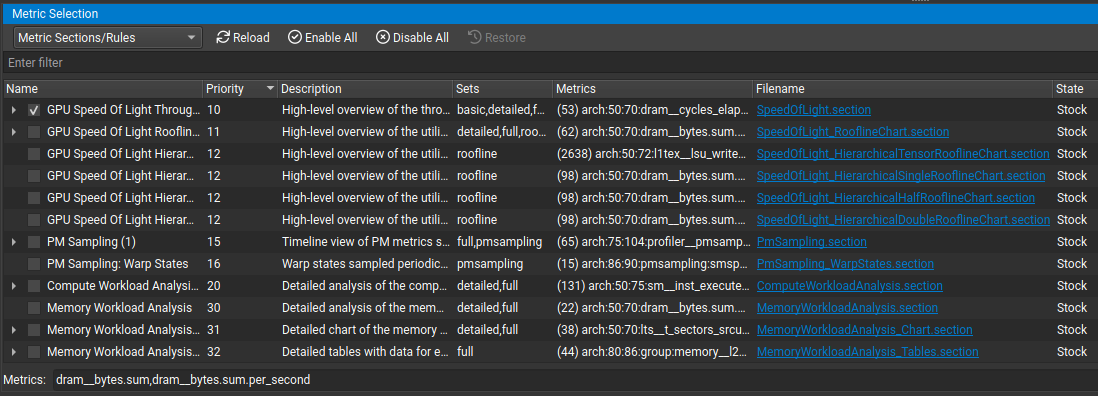 Metric Selection
Metric Sections/Rules Reload Enable All Disable All Restore
Enter filter
Name Priority Description Sets Metrics Filename State
GPU Speed Of Light Throug... 10 High-level overview of the thro... basic,detailed,f... (53) arch:50:70:dram__cycles_elap... SpeedOfLight.section Stock
GPU Speed Of Light Rooflin... 11 High-level overview of the utili... detailed,full,roo... (62) arch:50:70:dram__bytes.sum.... SpeedOfLight_RooflineChart.section Stock
GPU Speed Of Light Hierar... 12 High-level overview of the utili... roofline (2638) arch:50:72:l1tex__lsu_write... SpeedOfLight_HierarchicalTensorRooflineChart.section Stock
GPU Speed Of Light Hierar... 12 High-level overview of the utili... roofline (98) arch:50:70:dram__bytes.sum.... SpeedOfLight_HierarchicalSingleRooflineChart.section Stock
GPU Speed Of Light Hierar... 12 High-level overview of the utili... roofline (98) arch:50:70:dram__bytes.sum.... SpeedOfLight_HierarchicalHalfRooflineChart.section Stock
GPU Speed Of Light Hierar... 12 High-level overview of the utili... roofline (98) arch:50:70:dram__bytes.sum.... SpeedOfLight_HierarchicalDoubleRooflineChart.section Stock
PM Sampling (1) 15 Timeline view of PM metrics s... full,pmsampling (65) arch:75:104:profiler__pmsamp... PmSampling.section Stock
PM Sampling: Warp States 16 Warp states sampled periodic... pmsampling (15) arch:86:90:pmsampling:smsp... PmSampling_WarpStates.section Stock
Compute Workload Analysi... 20 Detailed analysis of the comp... detailed,full (131) arch:50:75:sm__inst_execute... ComputeWorkloadAnalysis.section Stock
Memory Workload Analysis 30 Detailed analysis of the mem... detailed,full (22) arch:50:70:dram__bytes.sum.... MemoryWorkloadAnalysis.section Stock
Memory Workload Analysis... 31 Detailed chart of the memory ... detailed,full (38) arch:50:70:lts__t_sectors_srcu... MemoryWorkloadAnalysis_Chart.section Stock
Memory Workload Analysis... 32 Detailed tables with data for e... full (44) arch:80:86:group:memory__l2... MemoryWorkloadAnalysis_Tables.section Stock
Metrics: dram__bytes.sum,dram__bytes.sum.per_second